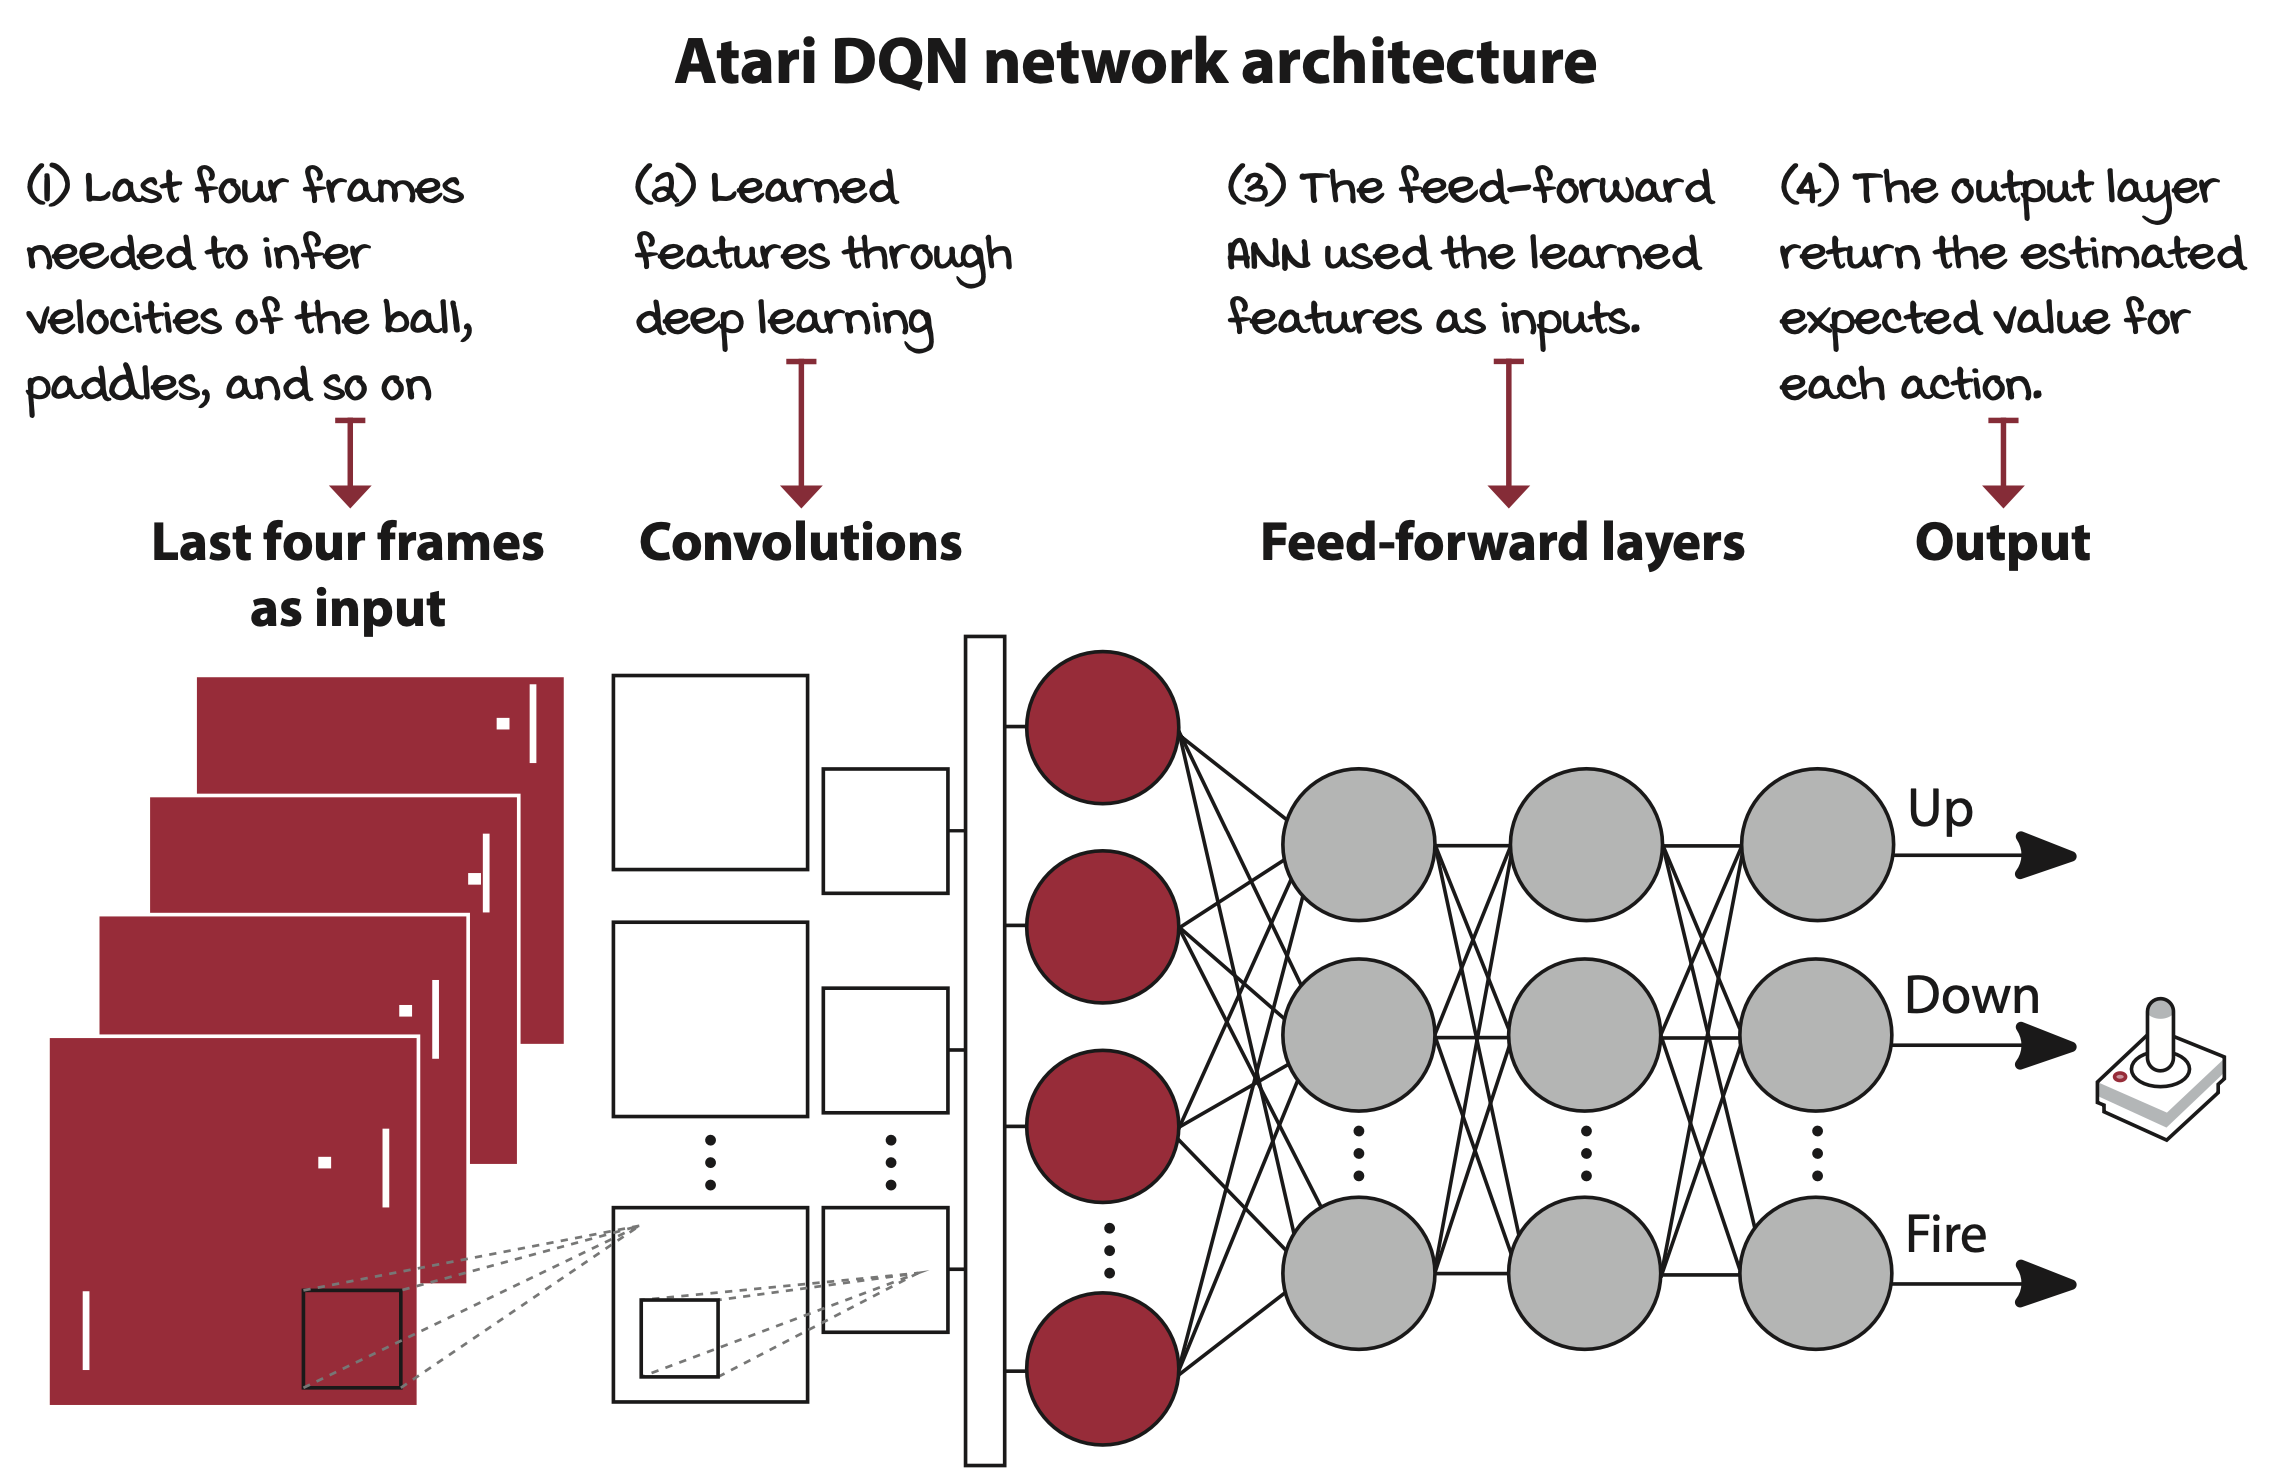 Atari DQN network architecture
(1) Last four frames
needed to infer
velocities of the ball,
paddles, and so on
(2) Learned
features through
deep learning
(3) The feed-forward
ANN used the learned
features as inputs.
(4) The output layer
return the estimated
expected value for
each action.
Last four frames
as input
Convolutions
Feed-forward layers
Output
Up
Down
Fire